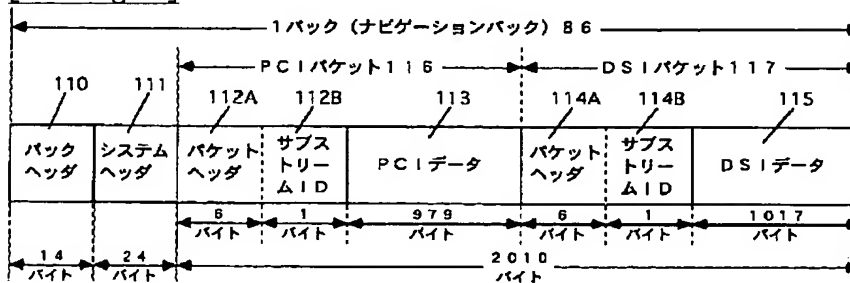 1パック (ナビゲーションパック) 86
PCIパケット116
DSIパケット117
110
111
112A
112B
113
114A
114B
115
パック
ヘッダ
システム
ヘッダ
パケット
ヘッダ
サブス
トリー
ムID
PCIデータ
パケット
ヘッダ
サブス
トリー
ムID
DSIデータ
6
バイト
1
バイト
979
バイト
6
バイト
1
バイト
1017
バイト
14
バイト
24
バイト
2010
バイト